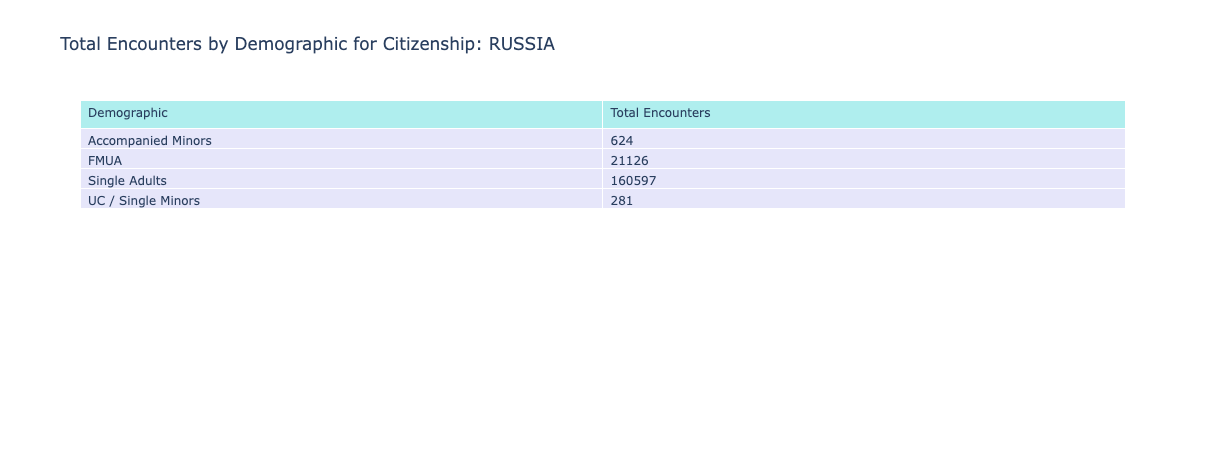 Total Encounters by Demographic for Citizenship: RUSSIA
Demographic Total Encounters
Accompanied Minors 624
FMUA 21126
Single Adults 160597
UC / Single Minors 281